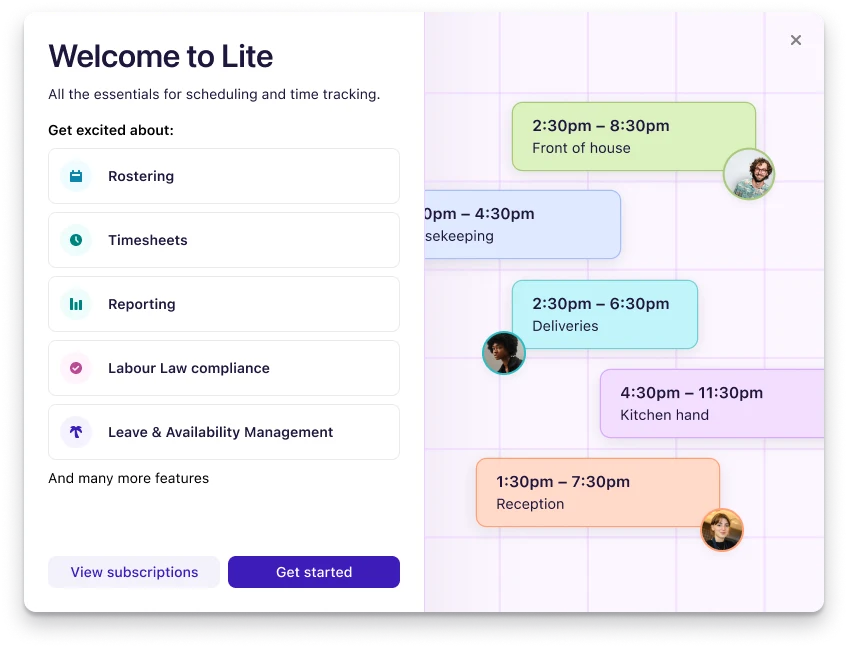 Welcome to Lite
All the essentials for scheduling and time tracking.
Get excited about:
Rostering
Timesheets
Reporting
Labour Law compliance
Leave & Availability Management
And many more features
View subscriptions
Get started
2:30pm – 8:30pm
Front of house
0pm – 4:30pm
sekeeping
2:30pm – 6:30pm
Deliveries
4:30pm – 11:30pm
Kitchen hand
1:30pm – 7:30pm
Reception